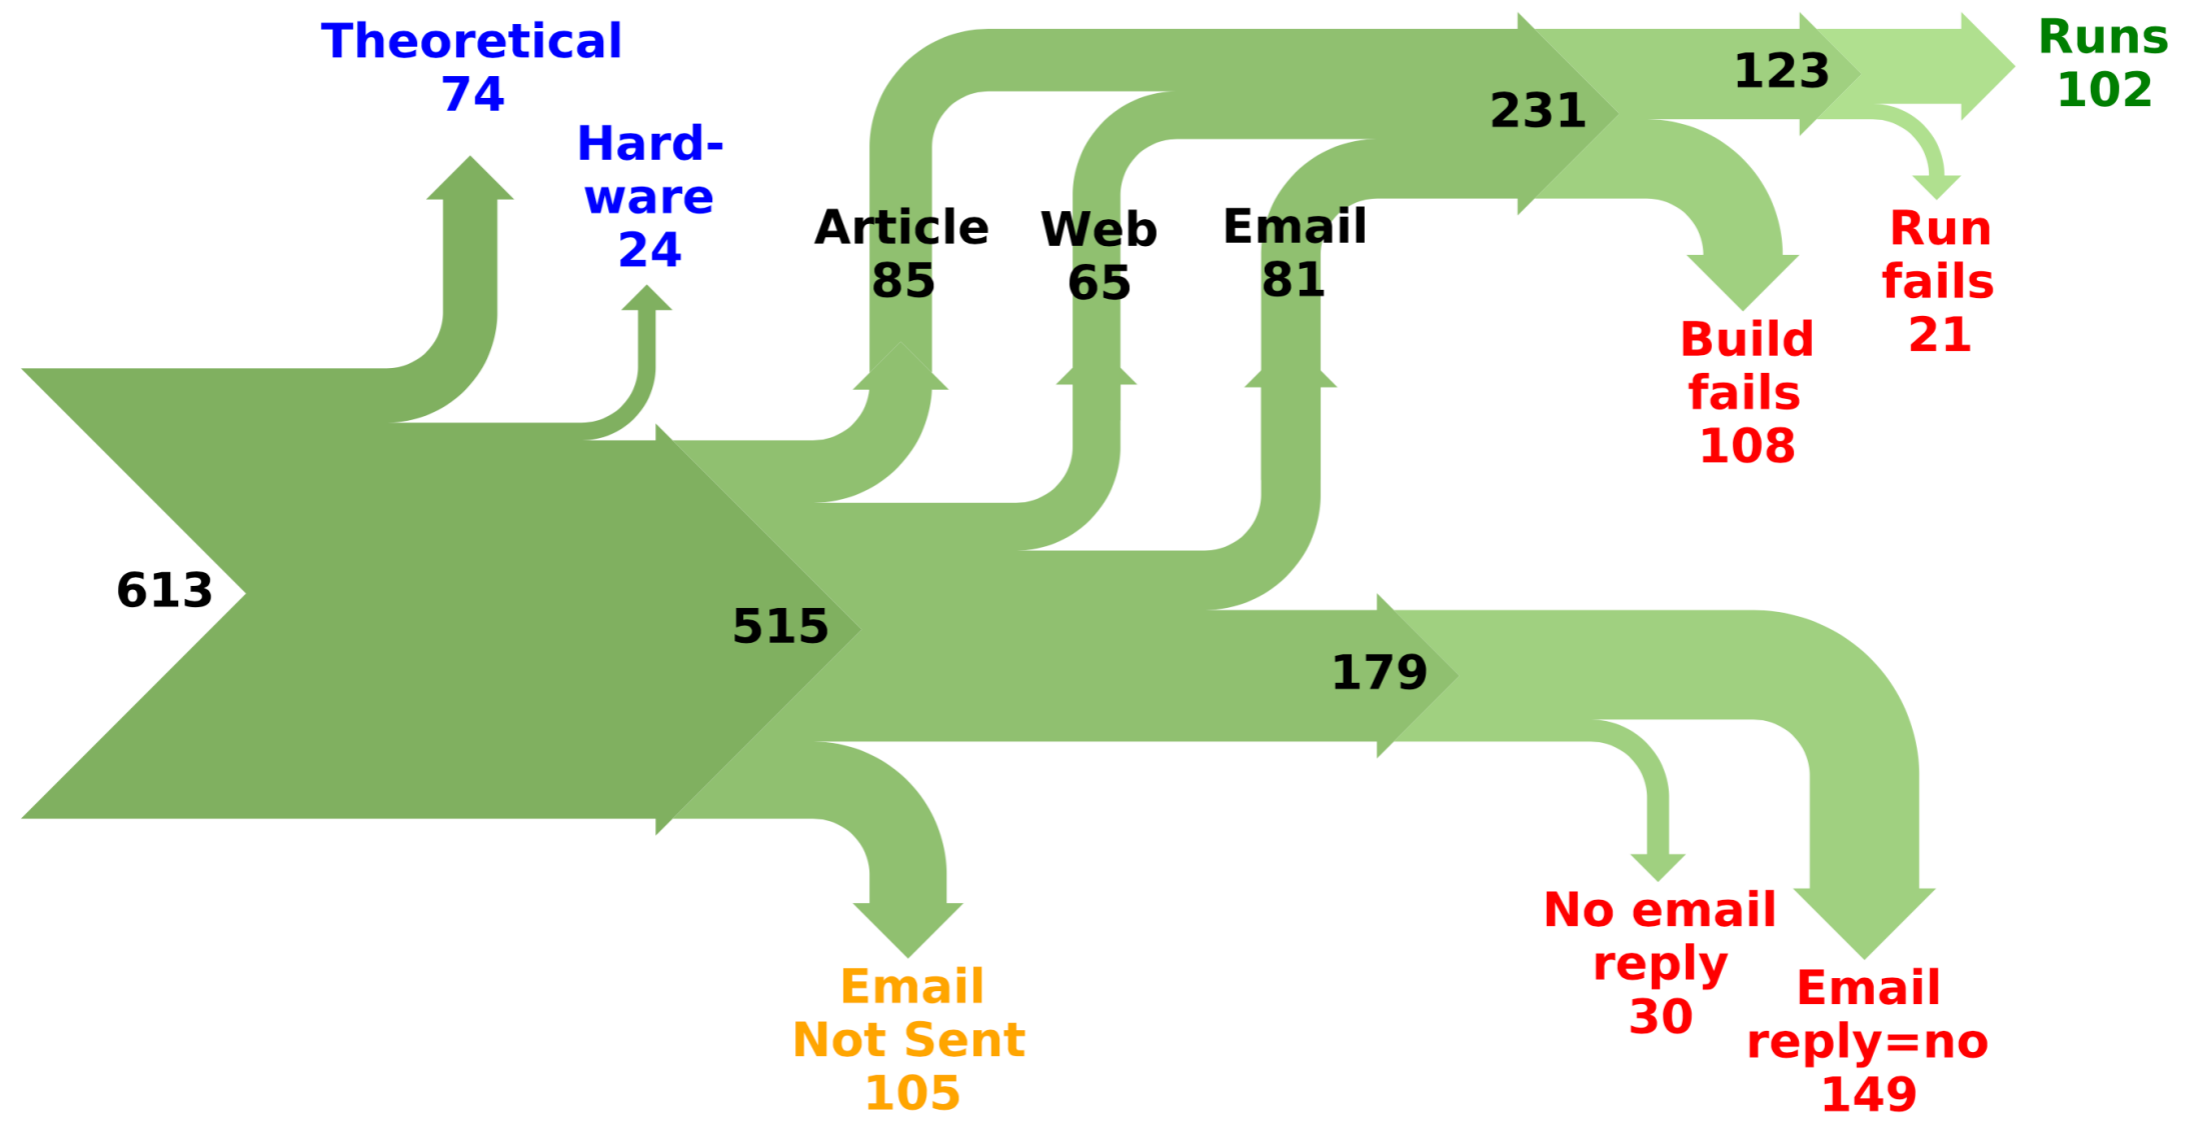 Theoretical
74
Hard-
ware
24
Article
85
Web
65
Email
81
231
123
Runs
102
Run
fails
21
Build
fails
108
613
515
179
No email
reply
30
Email
reply=no
149
Email
Not Sent
105